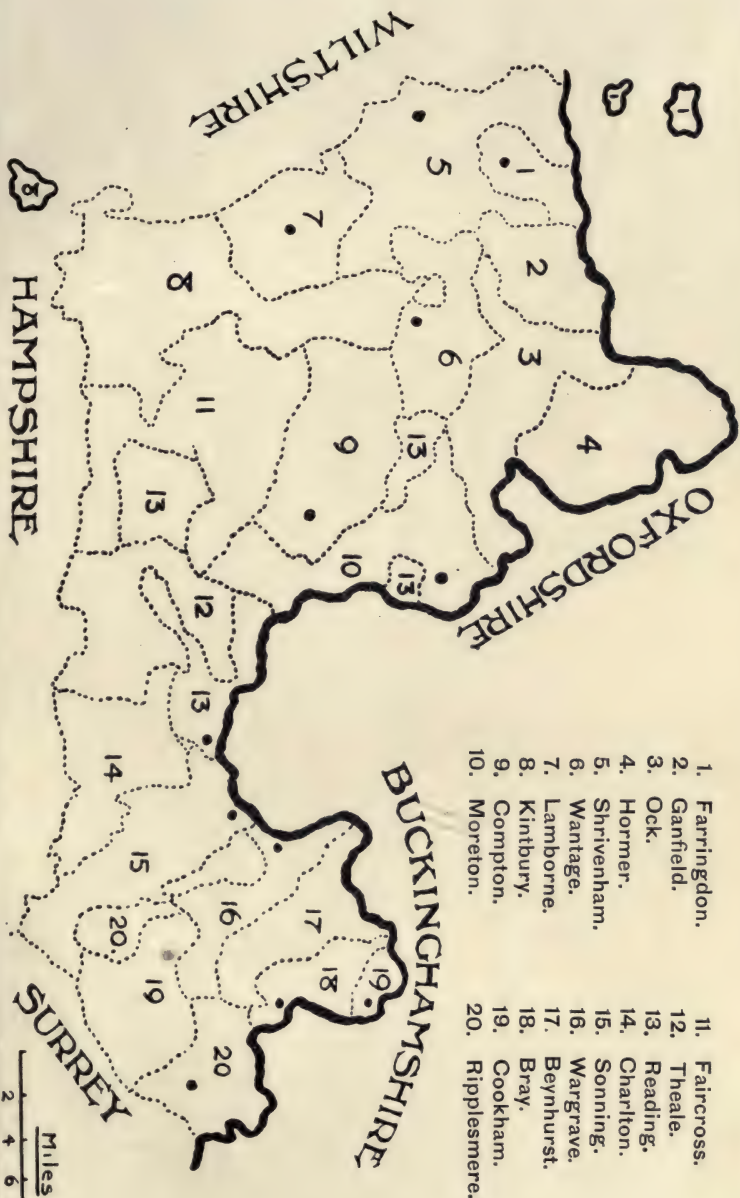 WILTSHIRE
OXFORDSHIRE
BUCKINGHAMSHIRE
HAMPSHIRE
SURREY
1
1
1
2
3
4
5
6
7
8
8
9
10
11
12
13
13
13
13
14
15
16
17
18
19
19
20
20
1. Farringdon.
2. Ganfield.
3. Ock.
4. Hormer.
5. Shrivenham.
6. Wantage.
7. Lamborne.
8. Kintbury.
9. Compton.
10. Moreton.
11. Faircross.
12. Theale.
13. Reading.
14. Charlton.
15. Sonning.
16. Wargrave.
17. Beynhurst.
18. Bray.
19. Cookham.
20. Ripplesmere.
Miles
2 4 6